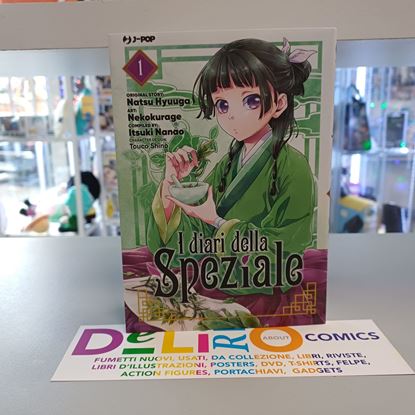 J-POP
1
ORIGINAL STORY:
Natsu Hyuuga
ART:
Nekokurage
COMPILED BY:
Itsuki Nanao
CHARACTER DESIGN:
Touco Shino
I diari della
Speziale
DeLiRiO ABOUT COMICS
FUMETTI NUOVI, USATI, DA COLLEZIONE, LIBRI, RIVISTE,
LIBRI D'ILLUSTRAZIONI, POSTERS, DVD, T-SHIRTS, FELPE,
ACTION FIGURES, PORTACHIAVI, GADGETS